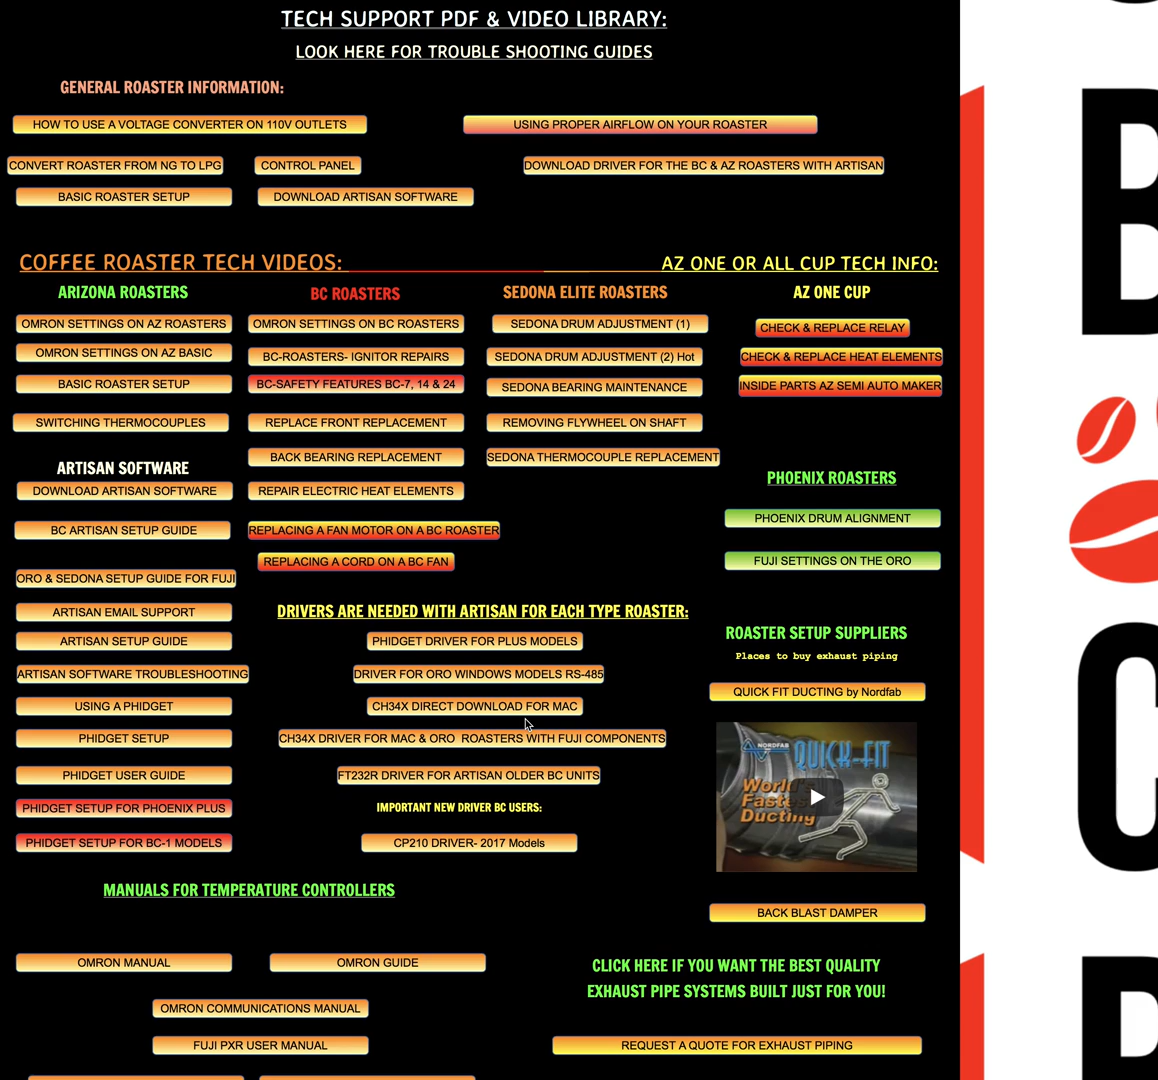 TECH SUPPORT PDF & VIDEO LIBRARY:
LOOK HERE FOR TROUBLE SHOOTING GUIDES
GENERAL ROASTER INFORMATION:
HOW TO USE A VOLTAGE CONVERTER ON 110V OUTLETS
USING PROPER AIRFLOW ON YOUR ROASTER
CONVERT ROASTER FROM NG TO LPG
CONTROL PANEL
DOWNLOAD DRIVER FOR THE BC & AZ ROASTERS WITH ARTISAN
BASIC ROASTER SETUP
DOWNLOAD ARTISAN SOFTWARE
COFFEE ROASTER TECH VIDEOS:
AZ ONE OR ALL CUP TECH INFO:
ARIZONA ROASTERS
OMRON SETTINGS ON AZ ROASTERS
OMRON SETTINGS ON AZ BASIC
BASIC ROASTER SETUP
SWITCHING THERMOCOUPLES
ARTISAN SOFTWARE
DOWNLOAD ARTISAN SOFTWARE
BC ARTISAN SETUP GUIDE
ORO & SEDONA SETUP GUIDE FOR FUJI
ARTISAN EMAIL SUPPORT
ARTISAN SETUP GUIDE
ARTISAN SOFTWARE TROUBLESHOOTING
USING A PHIDGET
PHIDGET SETUP
PHIDGET USER GUIDE
PHIDGET SETUP FOR PHOENIX PLUS
PHIDGET SETUP FOR BC-1 MODELS
BC ROASTERS
OMRON SETTINGS ON BC ROASTERS
BC-ROASTERS- IGNITOR REPAIRS
BC-SAFETY FEATURES BC-7, 14 & 24
REPLACE FRONT REPLACEMENT
BACK BEARING REPLACEMENT
REPAIR ELECTRIC HEAT ELEMENTS
REPLACING A FAN MOTOR ON A BC ROASTER
REPLACING A CORD ON A BC FAN
SEDONA ELITE ROASTERS
SEDONA DRUM ADJUSTMENT (1)
SEDONA DRUM ADJUSTMENT (2) Hot
SEDONA BEARING MAINTENANCE
REMOVING FLYWHEEL ON SHAFT
SEDONA THERMOCOUPLE REPLACEMENT
DRIVERS ARE NEEDED WITH ARTISAN FOR EACH TYPE ROASTER:
PHIDGET DRIVER FOR PLUS MODELS
DRIVER FOR ORO WINDOWS MODELS RS-485
CH34X DIRECT DOWNLOAD FOR MAC
CH34X DRIVER FOR MAC & ORO ROASTERS WITH FUJI COMPONENTS
FT232R DRIVER FOR ARTISAN OLDER BC UNITS
IMPORTANT NEW DRIVER BC USERS:
CP210 DRIVER- 2017 Models
AZ ONE CUP
CHECK & REPLACE RELAY
CHECK & REPLACE HEAT ELEMENTS
INSIDE PARTS AZ SEMI AUTO MAKER
PHOENIX ROASTERS
PHOENIX DRUM ALIGNMENT
FUJI SETTINGS ON THE ORO
ROASTER SETUP SUPPLIERS
Places to buy exhaust piping
QUICK FIT DUCTING by Nordfab
NORDFAB
QUICK-FIT
World's
Fastest
Ducting
BACK BLAST DAMPER
MANUALS FOR TEMPERATURE CONTROLLERS
OMRON MANUAL
OMRON GUIDE
OMRON COMMUNICATIONS MANUAL
FUJI PXR USER MANUAL
CLICK HERE IF YOU WANT THE BEST QUALITY
EXHAUST PIPE SYSTEMS BUILT JUST FOR YOU!
REQUEST A QUOTE FOR EXHAUST PIPING
B
C